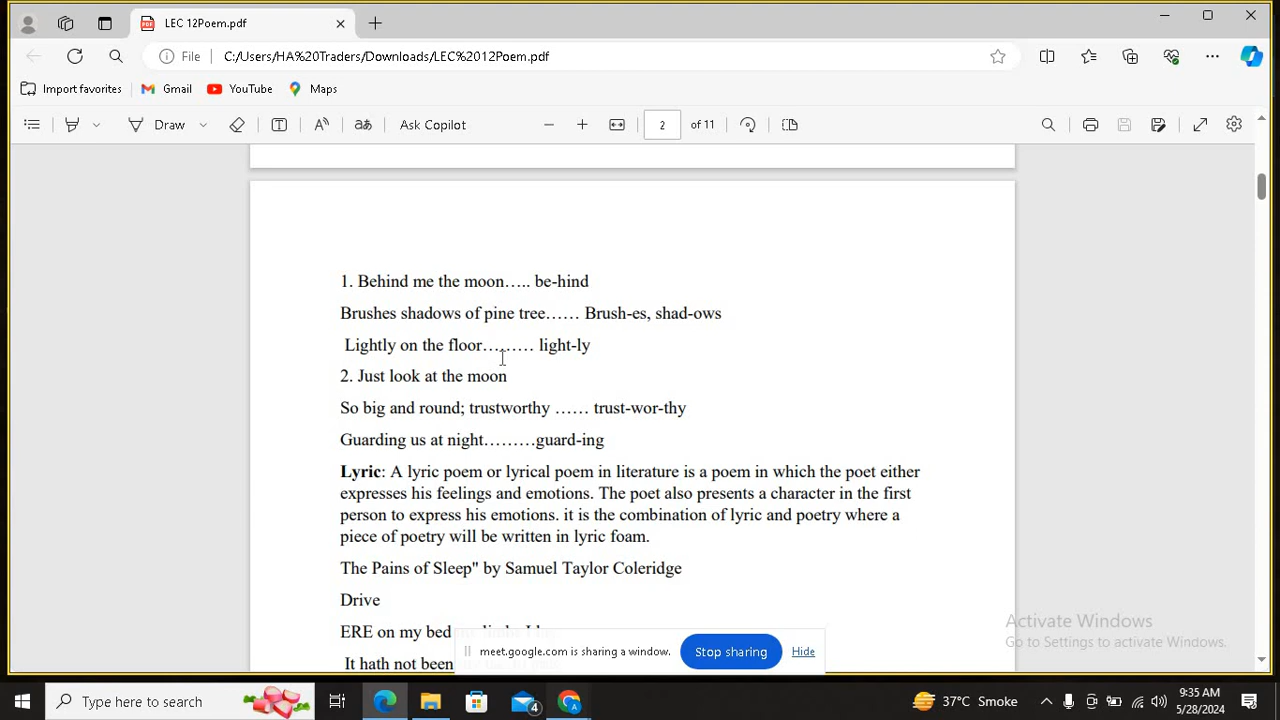 LEC 12Poem.pdf
File
C:/Users/HA%20Traders/Downloads/LEC%2012Poem.pdf
Import favorites
Gmail
YouTube
Maps
Draw
Ask Copilot
2
of 11
1. Behind me the moon….. be-hind
Brushes shadows of pine tree…… Brush-es, shad-ows
Lightly on the floor……… light-ly
2. Just look at the moon
So big and round; trustworthy …… trust-wor-thy
Guarding us at night………guard-ing
Lyric: A lyric poem or lyrical poem in literature is a poem in which the poet either
expresses his feelings and emotions. The poet also presents a character in the first
person to express his emotions. it is the combination of lyric and poetry where a
piece of poetry will be written in lyric foam.
The Pains of Sleep" by Samuel Taylor Coleridge
Drive
ERE on my bed
It hath not been
meet.google.com is sharing a window.
Stop sharing
Hide
Activate Windows
Go to Settings to activate Windows.
Type here to search
4
37°C Smoke
9:35 AM
5/28/2024